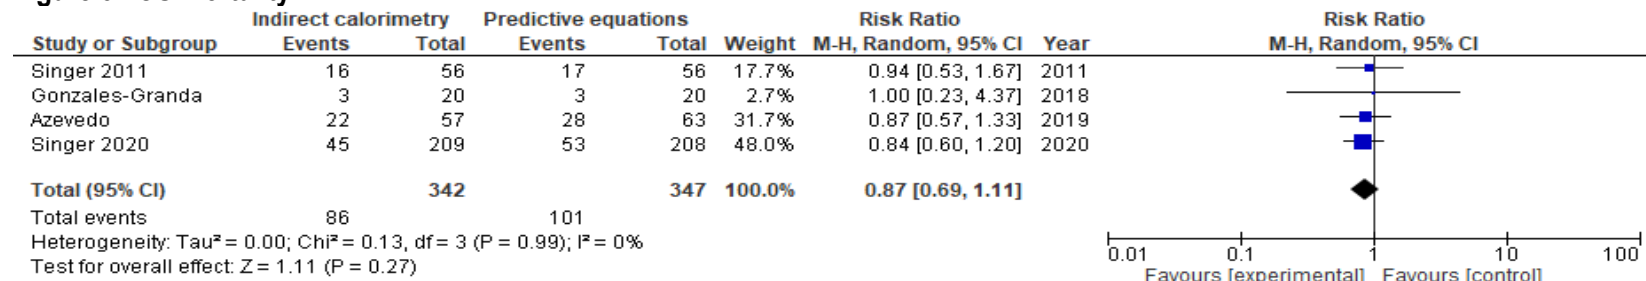 Indirect calorimetry Predictive equations Risk Ratio Risk Ratio
Study or Subgroup Events Total Events Total Weight M-H, Random, 95% CI Year M-H, Random, 95% CI
Singer 2011 16 56 17 56 17.7% 0.94 [0.53, 1.67] 2011
Gonzales-Granda 3 20 3 20 2.7% 1.00 [0.23, 4.37] 2018
Azevedo 22 57 28 63 31.7% 0.87 [0.57, 1.33] 2019
Singer 2020 45 209 53 208 48.0% 0.84 [0.60, 1.20] 2020
Total (95% CI) 342 347 100.0% 0.87 [0.69, 1.11]
Total events 86 101
Heterogeneity: Tau² = 0.00; Chi² = 0.13, df = 3 (P = 0.99); I² = 0%
Test for overall effect: Z = 1.11 (P = 0.27)
0.01 0.1 1 10 100
Favours [experimental] Favours [control]